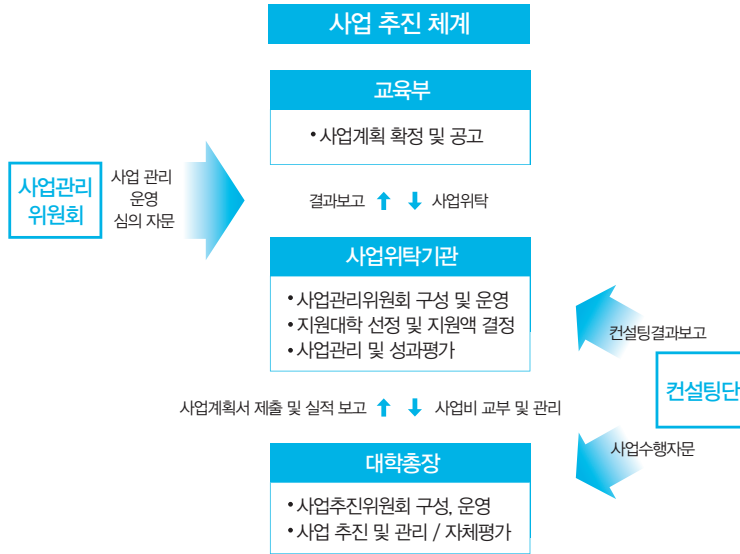 사업 추진 체계
교육부
• 사업계획 확정 및 공고
사업관리
위원회
사업 관리
운영
심의 자문
결과보고
사업위탁
사업위탁기관
• 사업관리위원회 구성 및 운영
• 지원대학 선정 및 지원액 결정
• 사업관리 및 성과평가
컨설팅결과보고
컨설팅단
사업계획서 제출 및 실적 보고
사업비 교부 및 관리
사업수행자문
대학총장
• 사업추진위원회 구성, 운영
• 사업 추진 및 관리 / 자체평가